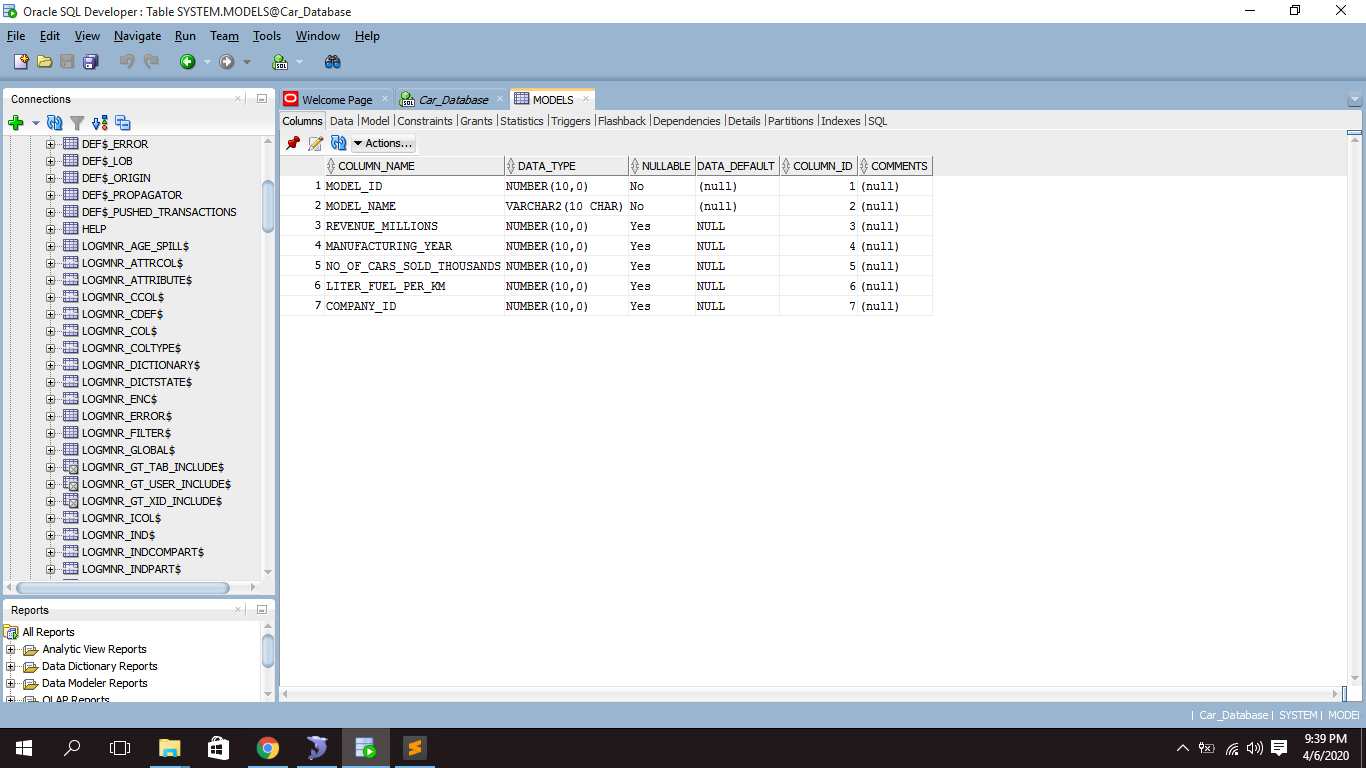 Oracle SQL Developer : Table SYSTEM.MODELS@Car_Database
File Edit View Navigate Run Team Tools Window Help
Connections
DEF$_ERROR
DEF$_LOB
DEF$_ORIGIN
DEF$_PROPAGATOR
DEF$_PUSHED_TRANSACTIONS
HELP
LOGMNR_AGE_SPILL$
LOGMNR_ATTRCOL$
LOGMNR_ATTRIBUTE$
LOGMNR_CCOL$
LOGMNR_CDEF$
LOGMNR_COL$
LOGMNR_COLTYPE$
LOGMNR_DICTIONARY$
LOGMNR_DICTSTATE$
LOGMNR_ENC$
LOGMNR_ERROR$
LOGMNR_FILTER$
LOGMNR_GLOBAL$
LOGMNR_GT_TAB_INCLUDE$
LOGMNR_GT_USER_INCLUDE$
LOGMNR_GT_XID_INCLUDE$
LOGMNR_ICOL$
LOGMNR_IND$
LOGMNR_INDCOMPART$
LOGMNR_INDPART$
Reports
All Reports
Analytic View Reports
Data Dictionary Reports
Data Modeler Reports
OLAP Reports
Welcome Page Car_Database MODELS
Columns Data Model Constraints Grants Statistics Triggers Flashback Dependencies Details Partitions Indexes SQL
Actions...
COLUMN_NAME DATA_TYPE NULLABLE DATA_DEFAULT COLUMN_ID COMMENTS
1 MODEL_ID NUMBER(10,0) No (null) 1 (null)
2 MODEL_NAME VARCHAR2(10 CHAR) No (null) 2 (null)
3 REVENUE_MILLIONS NUMBER(10,0) Yes NULL 3 (null)
4 MANUFACTURING_YEAR NUMBER(10,0) Yes NULL 4 (null)
5 NO_OF_CARS_SOLD_THOUSANDS NUMBER(10,0) Yes NULL 5 (null)
6 LITER_FUEL_PER_KM NUMBER(10,0) Yes NULL 6 (null)
7 COMPANY_ID NUMBER(10,0) Yes NULL 7 (null)
| Car_Database | SYSTEM | MODE
9:39 PM
4/6/2020